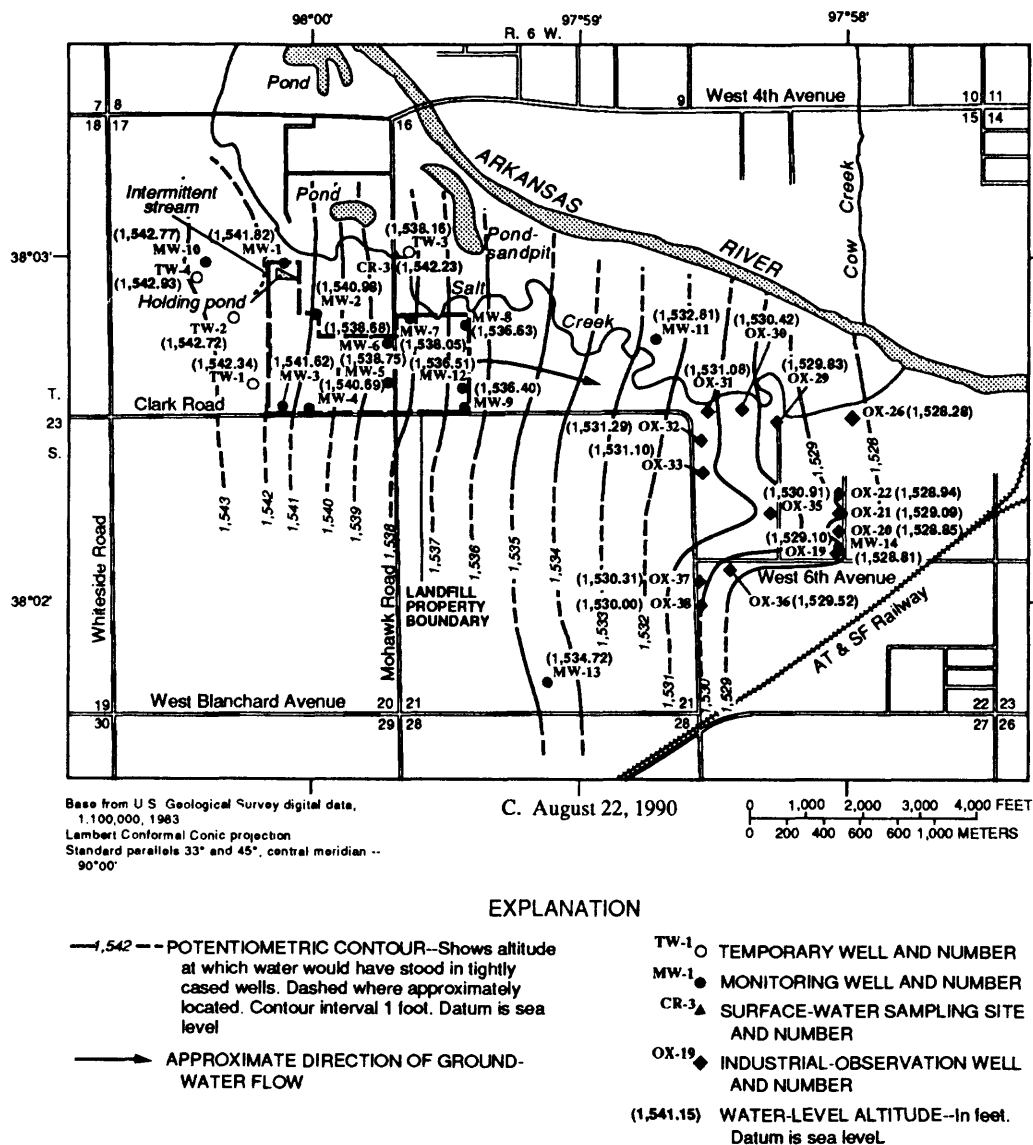 98°00'
97°59'
97°58'
R. 6 W.
Pond
7 8
18 17
16
9
West 4th Avenue
10 11
15 14
ARKANSAS
RIVER
Cow Creek
Intermittent
stream
Pond
(1,538.16)
TW-3
Pond-
sandpit
38°03'
(1,542.77)
MW-10
(1,541.82)
MW-1
TW-4
(1,542.93)
CR-3
(1,542.23)
Salt
Creek
Holding pond
(1,540.98)
MW-2
MW-8
(1,536.63)
TW-2
(1,542.72)
(1,538.68)
MW-6
MW-7
(1,538.05)
(1,532.81)
MW-11
(1,530.42)
OX-30
(1,542.34)
TW-1
(1,541.62)
MW-3
(1,538.75)
MW-5
(1,536.51)
MW-12
(1,531.08)
OX-31
(1,529.83)
OX-29
(1,540.69)
MW-4
(1,536.40)
MW-9
T.
23
S.
Clark Road
OX-26 (1,528.28)
(1,531.29) OX-32
(1,531.10)
OX-33
1,529
1,528
(1,530.91)
OX-35
OX-22 (1,528.94)
OX-21 (1,529.09)
OX-20 (1,528.85)
(1,529.10)
OX-19
MW-14
(1,528.81)
1,543
1,542
1,541
1,540
1,539
1,538
1,537
1,536
1,535
1,534
1,533
1,532
1,531
1,530
1,529
Whiteside Road
Mohawk Road
38°02'
LANDFILL
PROPERTY
BOUNDARY
(1,530.31) OX-37
(1,530.00) OX-38
West 6th Avenue
OX-36 (1,529.52)
AT & SF Railway
(1,534.72)
MW-13
West Blanchard Avenue
19
30
20 21
29 28
21
28
22 23
27 26
Base from U.S. Geological Survey digital data,
1:100,000, 1983
Lambert Conformal Conic projection
Standard parallels 33° and 45°, central meridian --
90°00'
C. August 22, 1990
0 1,000 2,000 3,000 4,000 FEET
0 200 400 600 800 1,000 METERS
EXPLANATION
1,542 POTENTIOMETRIC CONTOUR--Shows altitude
at which water would have stood in tightly
cased wells. Dashed where approximately
located. Contour interval 1 foot. Datum is sea
level
APPROXIMATE DIRECTION OF GROUND-
WATER FLOW
TW-1 TEMPORARY WELL AND NUMBER
MW-1 MONITORING WELL AND NUMBER
CR-3 SURFACE-WATER SAMPLING SITE
AND NUMBER
OX-19 INDUSTRIAL-OBSERVATION WELL
AND NUMBER
(1,541.15) WATER-LEVEL ALTITUDE--In feet.
Datum is sea level